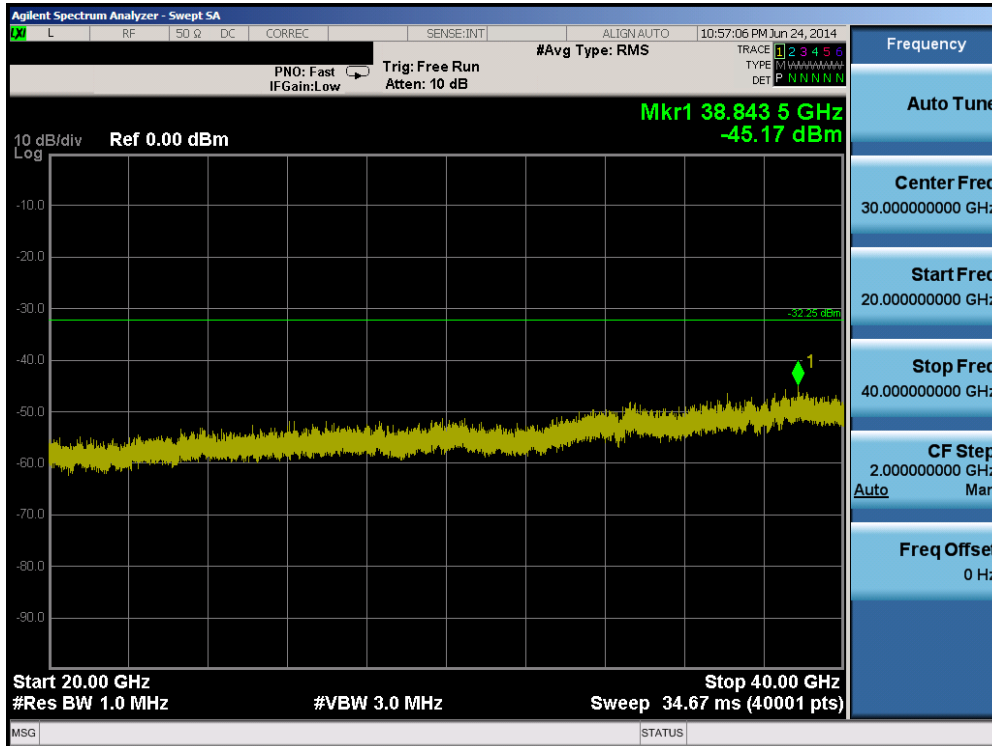 Agilent Spectrum Analyzer - Swept SA
LXI L RF 50 Ω DC CORREC SENSE:INT ALIGN AUTO 10:57:06 PM Jun 24, 2014
#Avg Type: RMS TRACE 1 2 3 4 5 6
PNO: Fast Trig: Free Run TYPE M W W W W W
IFGain:Low Atten: 10 dB DET P N N N N N
Mkr1 38.843 5 GHz
-45.17 dBm
10 dB/div Ref 0.00 dBm
Log
-10.0
-20.0
-30.0
-32.25 dBm
-40.0
1
-50.0
-60.0
-70.0
-80.0
-90.0
Start 20.00 GHz Stop 40.00 GHz
#Res BW 1.0 MHz #VBW 3.0 MHz Sweep 34.67 ms (40001 pts)
MSG STATUS
Frequency
Auto Tune
Center Freq
30.000000000 GHz
Start Freq
20.000000000 GHz
Stop Freq
40.000000000 GHz
CF Step
2.000000000 GHz
Auto Man
Freq Offset
0 Hz